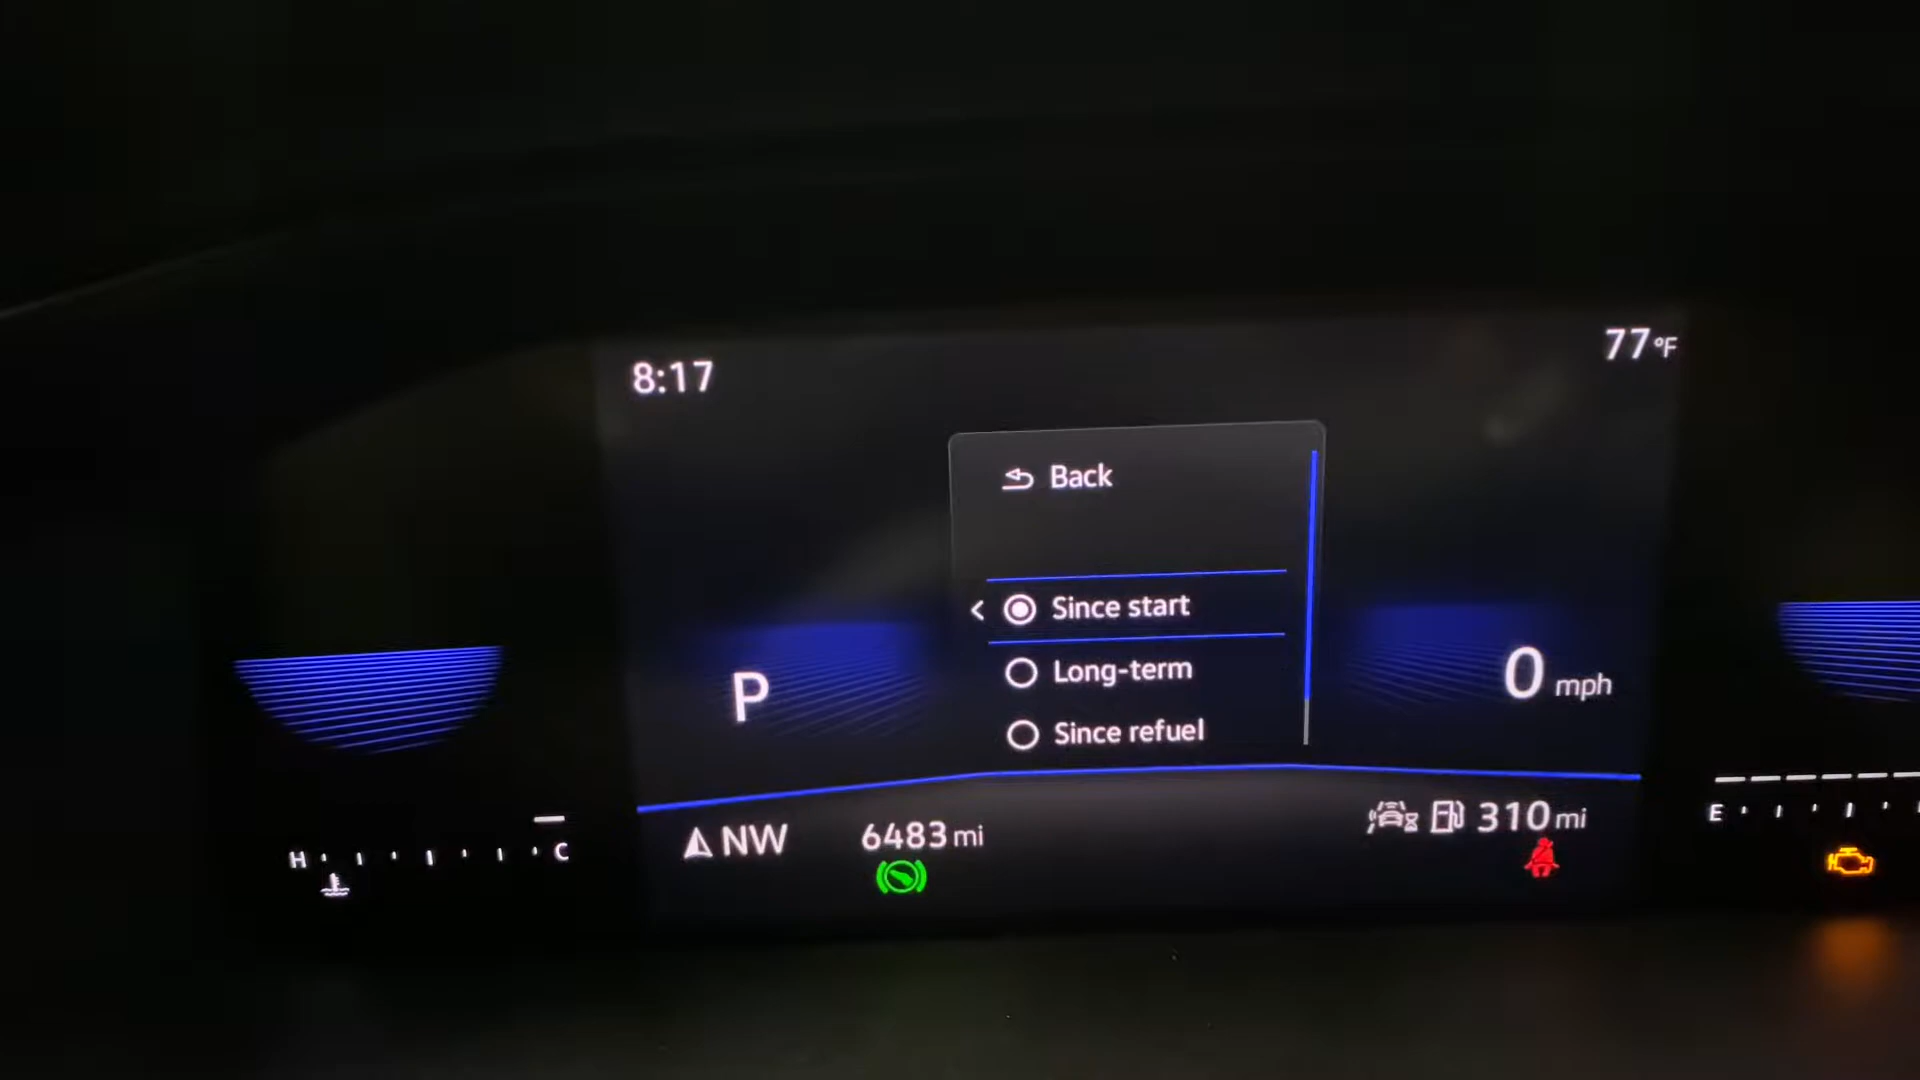 8:17
77°F
Back
Since start
Long-term
Since refuel
P
0 mph
NW
6483 mi
310 mi
H
C
E